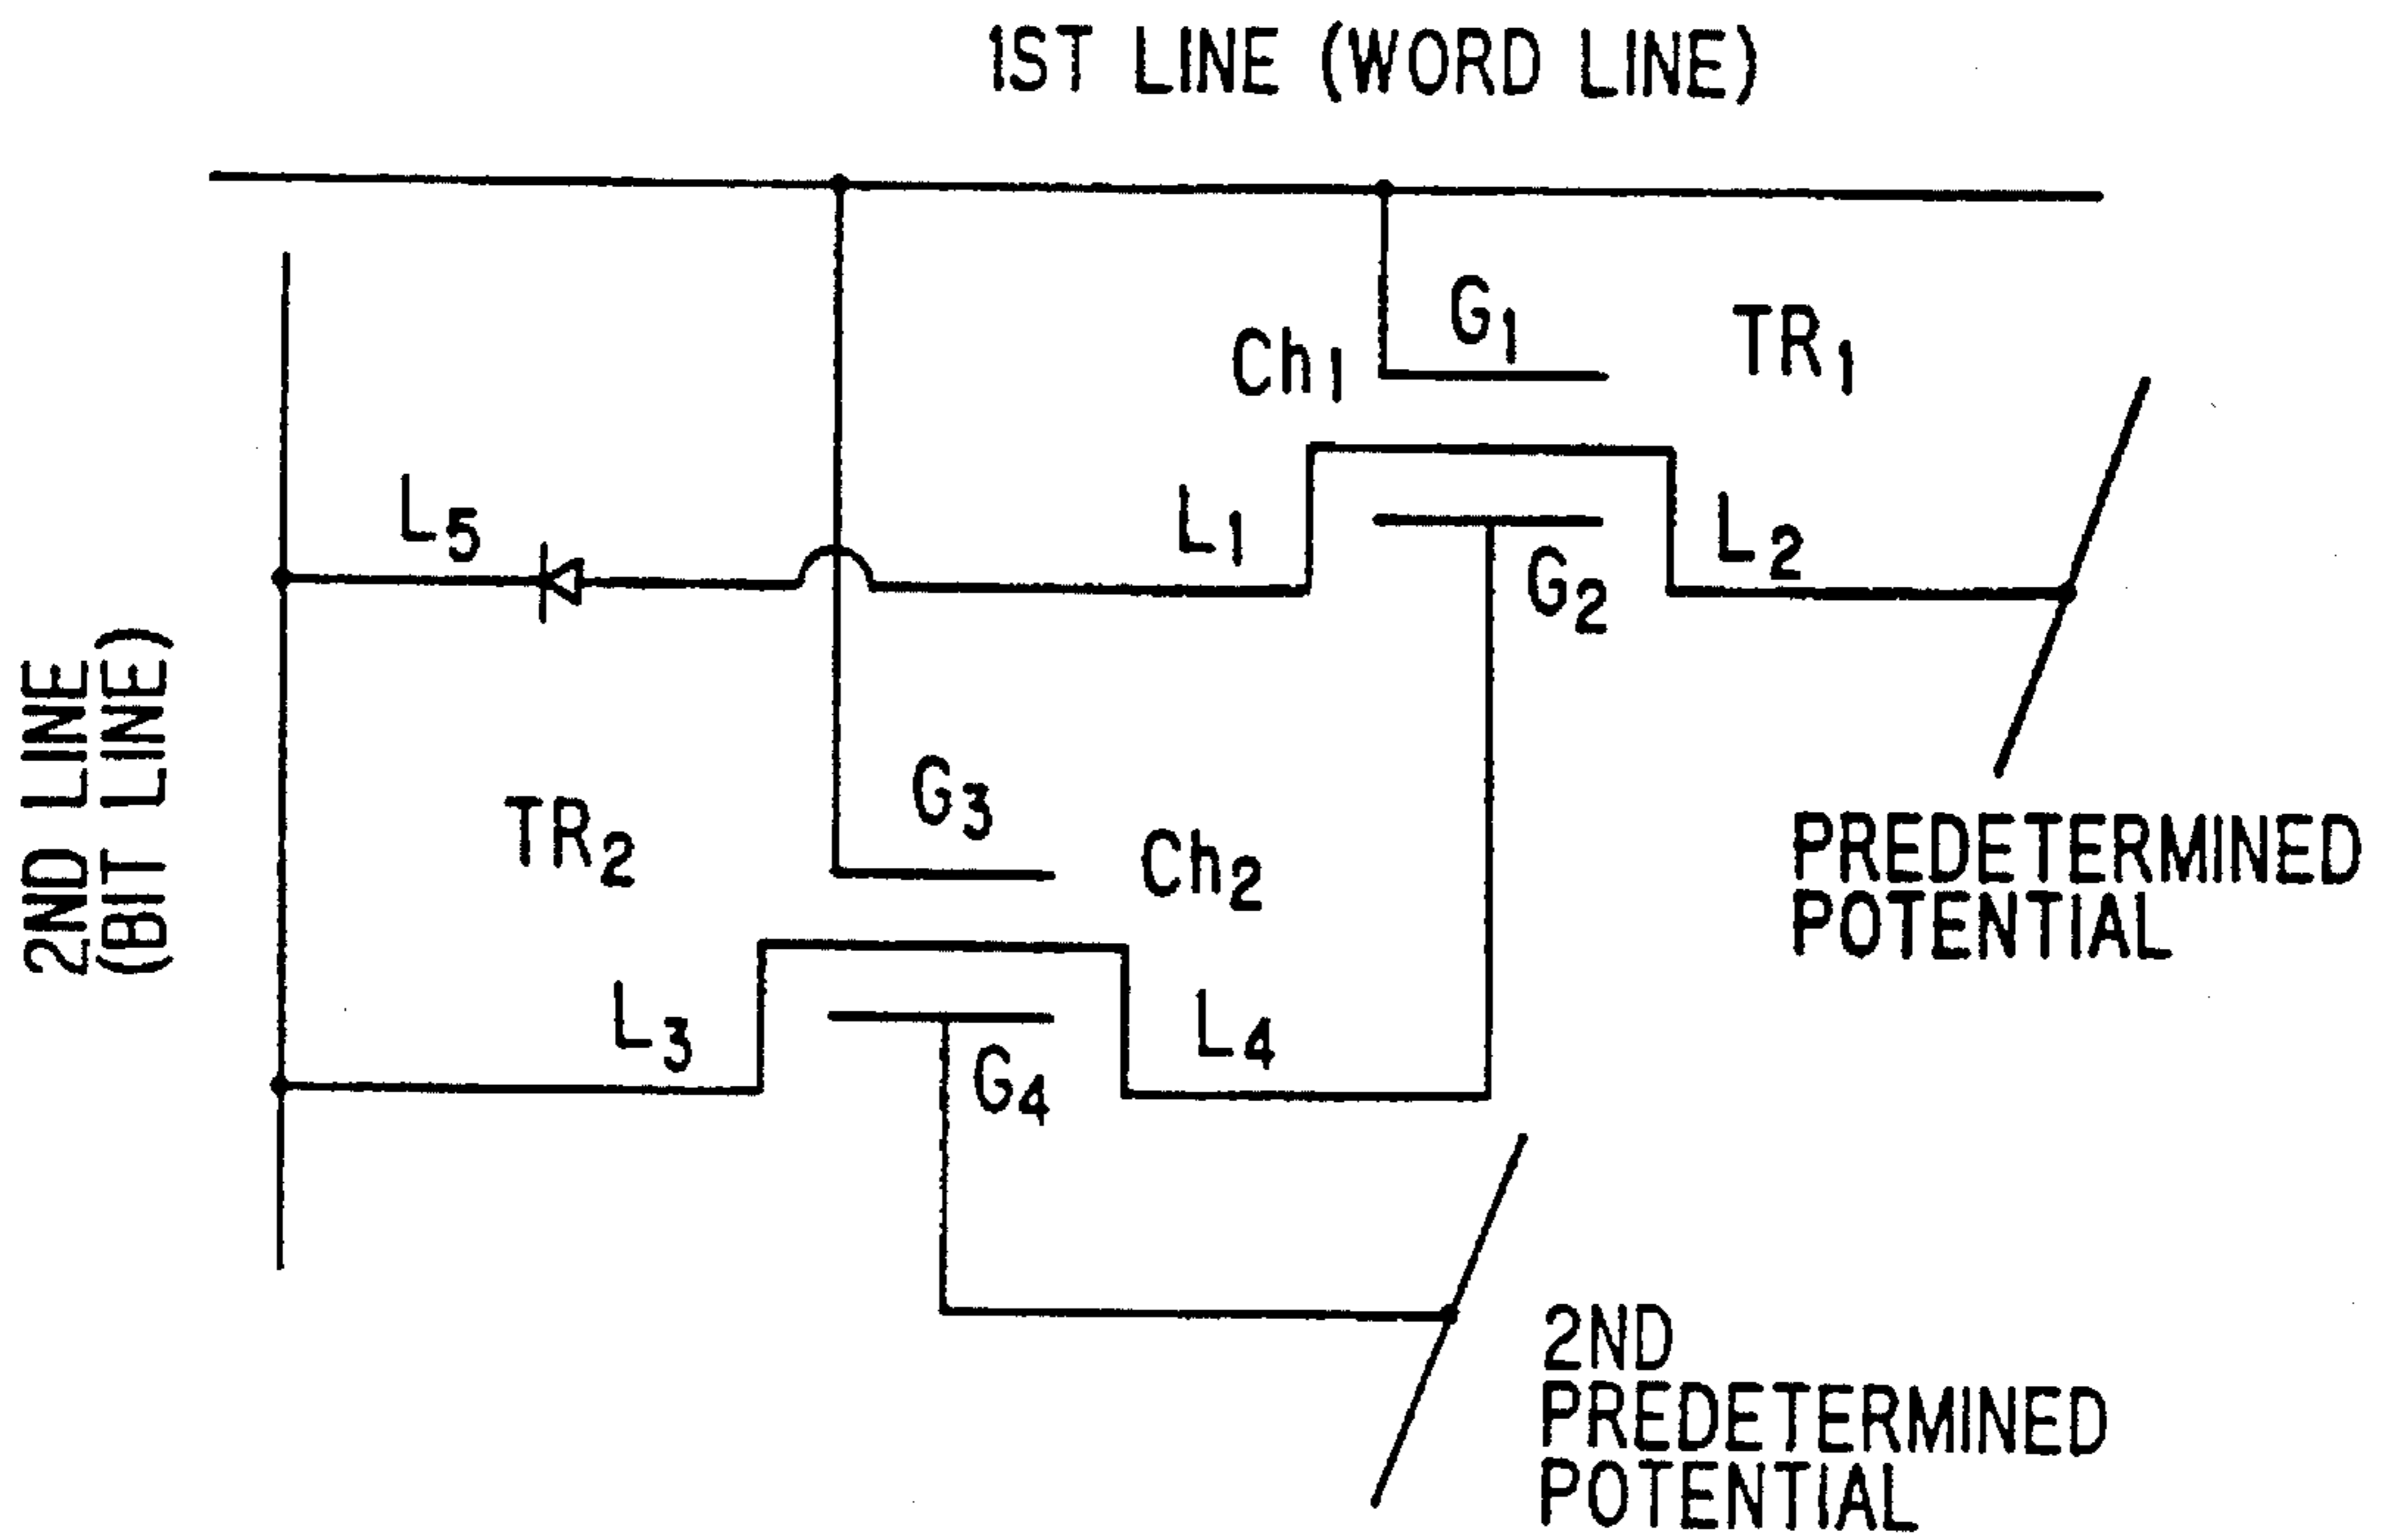 1ST LINE (WORD LINE)
Ch1
G1
TR1
L5
L1
L2
G2
2ND LINE
(BIT LINE)
TR2
G3
Ch2
PREDETERMINED
POTENTIAL
L3
L4
G4
2ND
PREDETERMINED
POTENTIAL